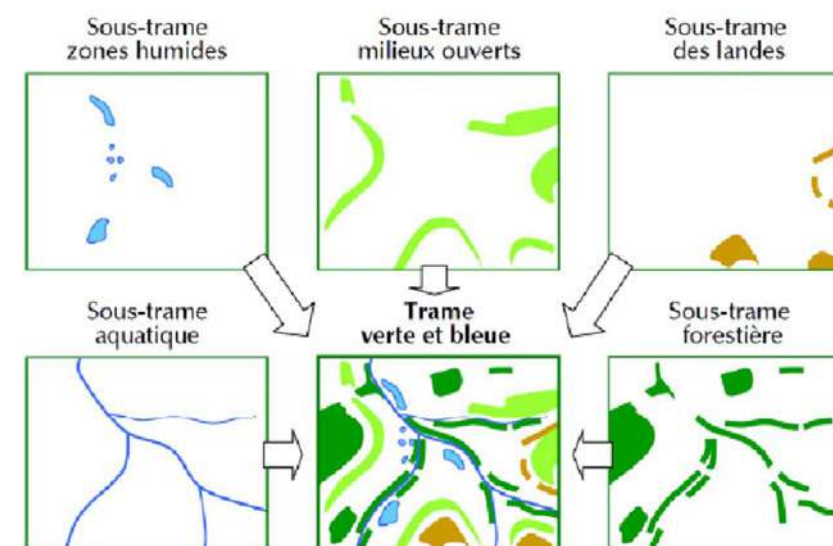 Sous-trame
zones humides
Sous-trame
milieux ouverts
Sous-trame
des landes
Sous-trame
aquatique
Trame
verte et bleue
Sous-trame
forestière